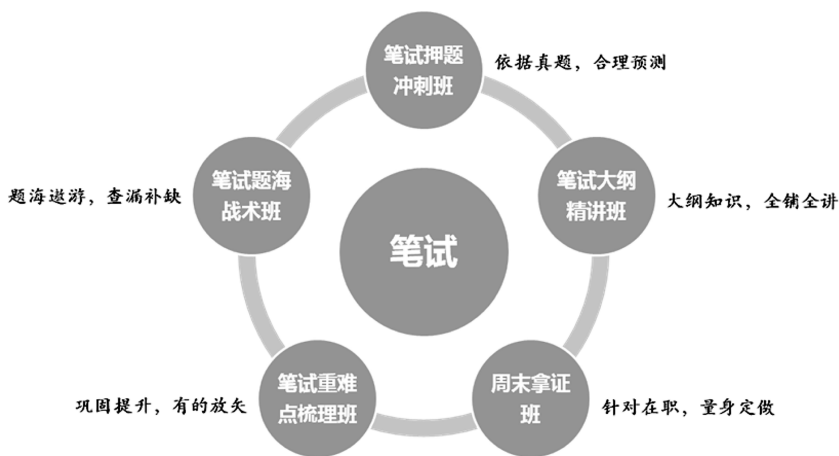 笔试押题
冲刺班
依据真题，合理预测
笔试题海
战术班
题海遨游，查漏补缺
笔试大纲
精讲班
大纲知识，全铺全讲
笔试
笔试重难
点梳理班
巩固提升，有的放矢
周末拿证
班
针对在职，量身定做